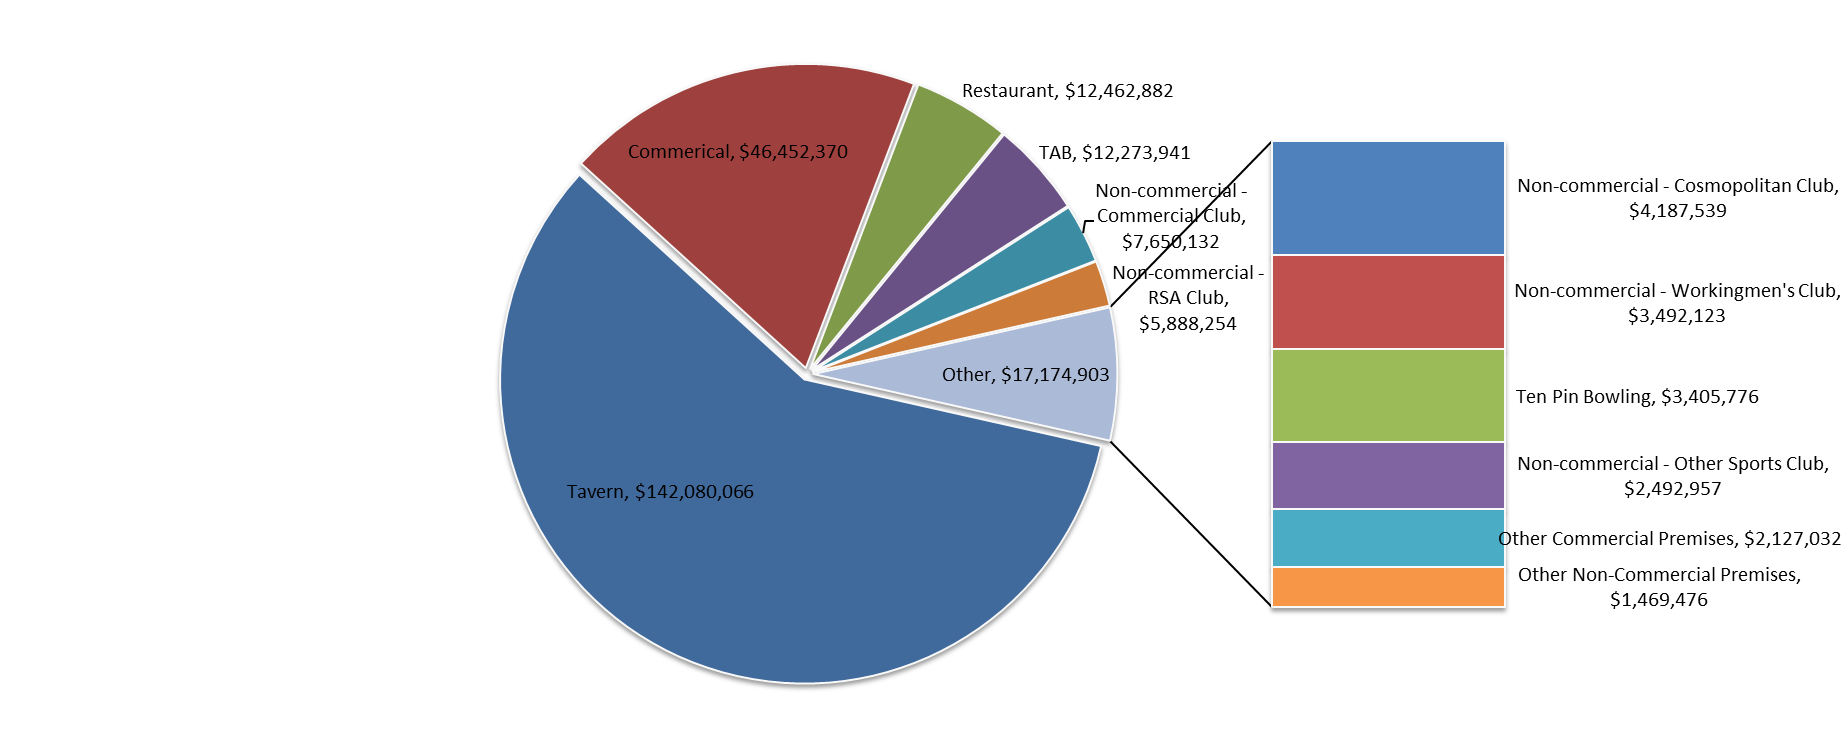 Restaurant, $12,462,882
Commerical, $46,452,370
TAB, $12,273,941
Non-commercial -
Commercial Club,
$7,650,132
Non-commercial -
RSA Club,
$5,888,254
Other, $17,174,903
Tavern, $142,080,066
Non-commercial - Cosmopolitan Club,
$4,187,539
Non-commercial - Workingmen's Club,
$3,492,123
Ten Pin Bowling, $3,405,776
Non-commercial - Other Sports Club,
$2,492,957
Other Commercial Premises, $2,127,032
Other Non-Commercial Premises,
$1,469,476